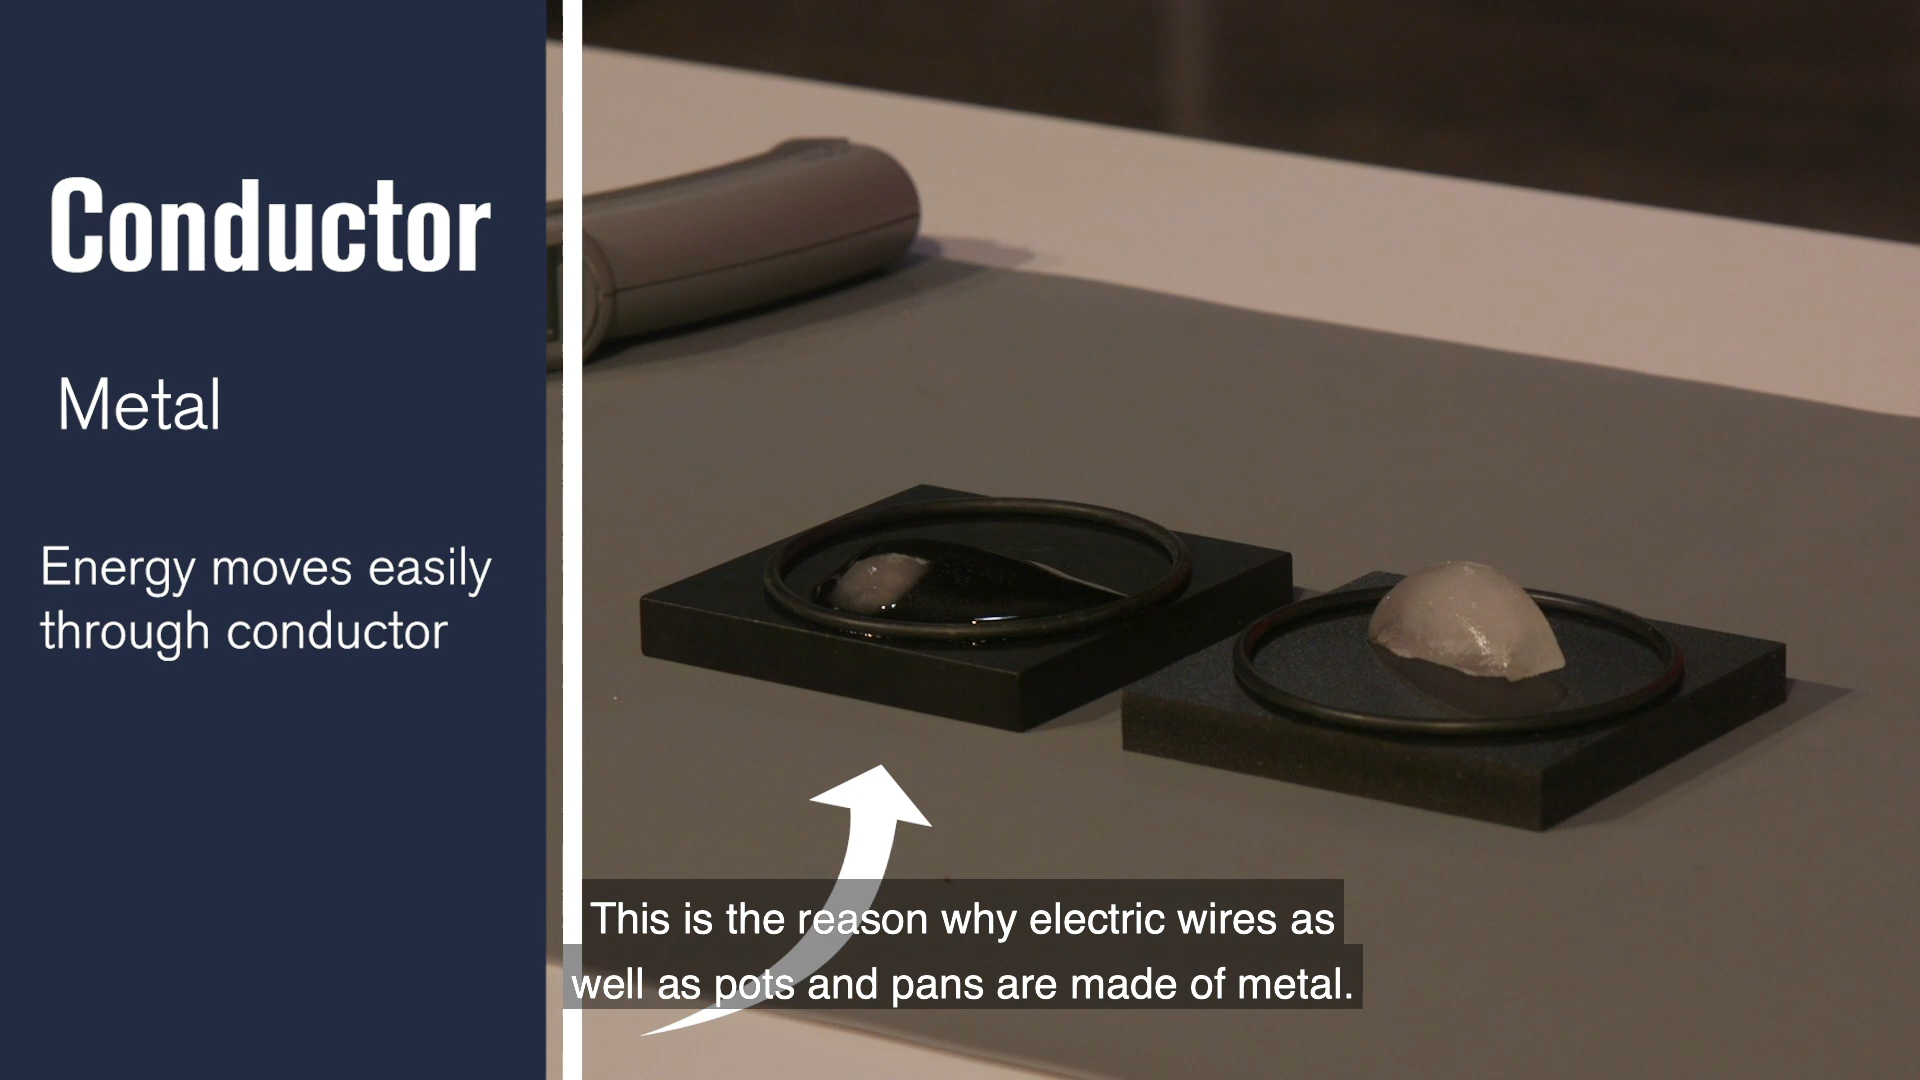 Conductor
Metal
Energy moves easily
through conductor
This is the reason why electric wires as
well as pots and pans are made of metal.